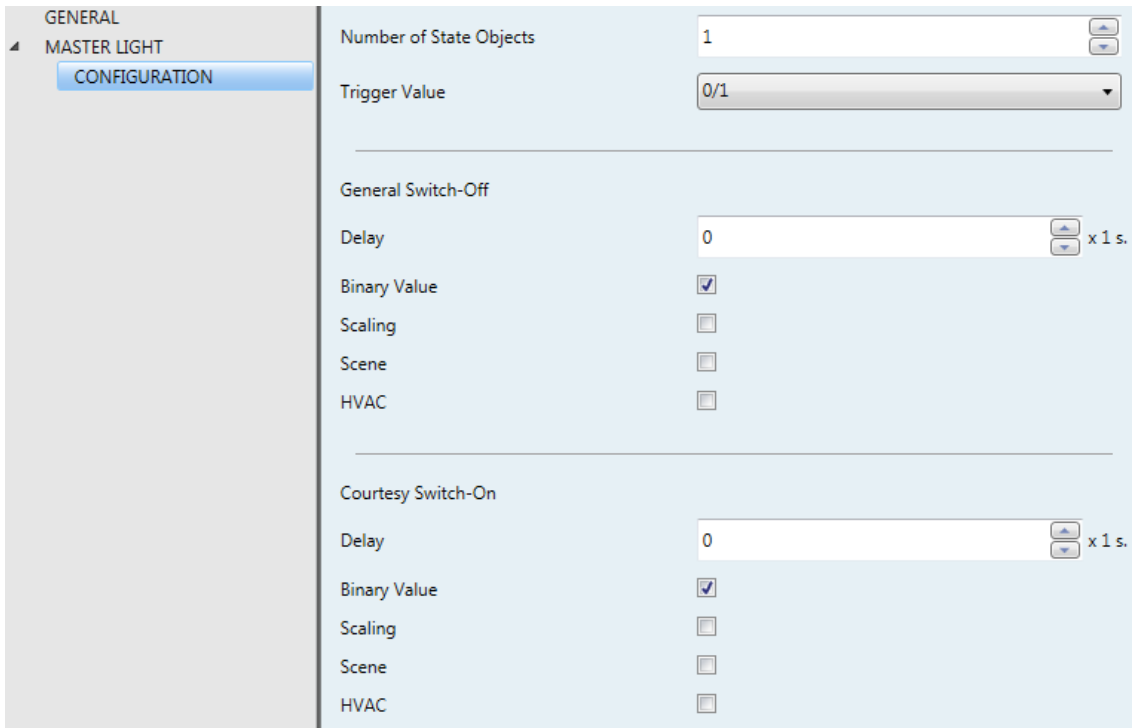 GENERAL
MASTER LIGHT
CONFIGURATION
Number of State Objects 1
Trigger Value 0/1
General Switch-Off
Delay 0 x 1 s.
Binary Value
Scaling
Scene
HVAC
Courtesy Switch-On
Delay 0 x 1 s.
Binary Value
Scaling
Scene
HVAC